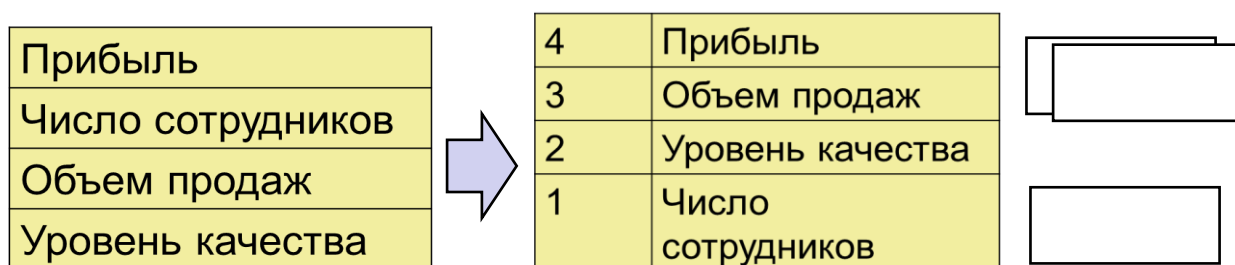 Прибыль
Число сотрудников
Объем продаж
Уровень качества
4 Прибыль
3 Объем продаж
2 Уровень качества
1 Число
сотрудников